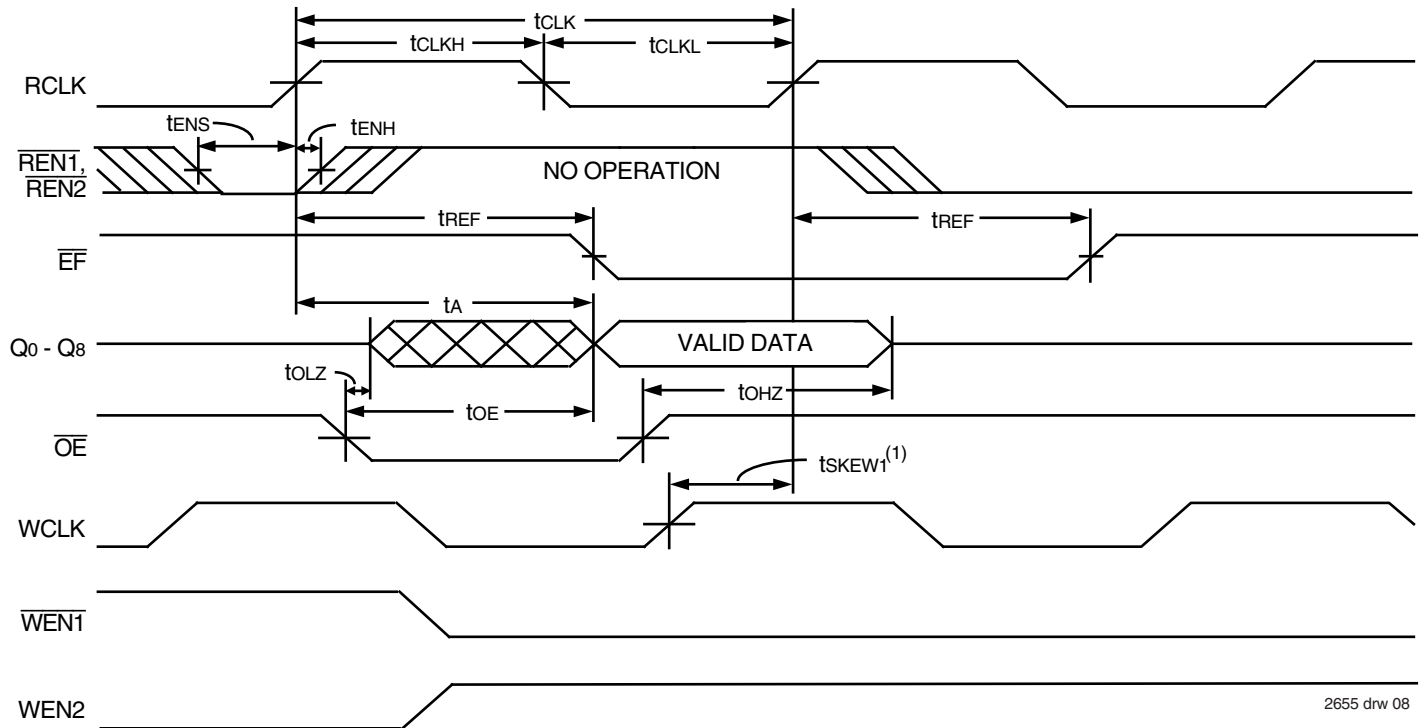 tCLK
tCLKH
tCLKL
RCLK
tENS
tENH
REN1,
REN2
NO OPERATION
tREF
tREF
EF
tA
Q0 - Q8
VALID DATA
tOLZ
tOHZ
tOE
OE
tSKEW1(1)
WCLK
WEN1
WEN2
2655 drw 08